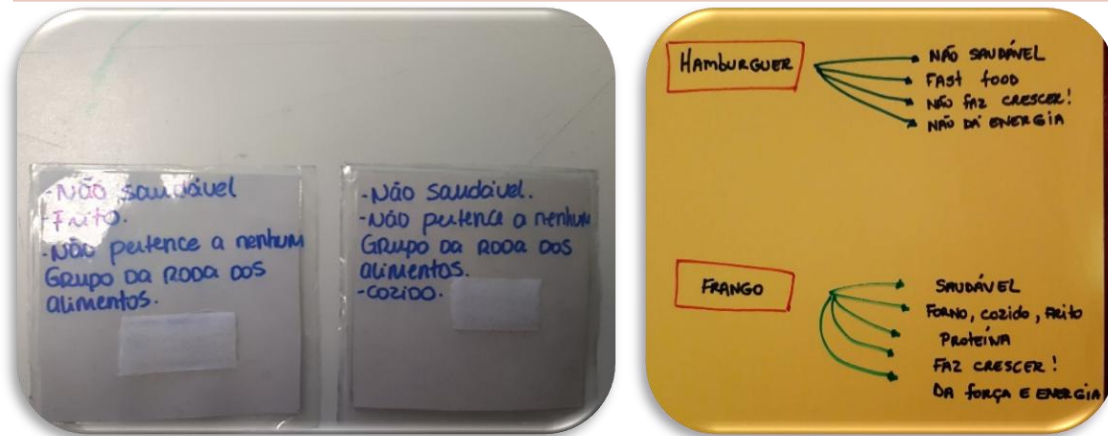 -Não saudável
-Frito.
-Não pertence a nenhum
Grupo da Roda dos
alimentos.
-Não saudável.
-Não pertence a nenhum
Grupo da Roda dos
alimentos.
-cozido.
HAMBURGUER
NÃO SAUDÁVEL
FAST FOOD
NÃO FAZ CRESCER!
NÃO DÁ ENERGIA
FRANGO
SAUDÁVEL
FORNO, COZIDO, FRITO
PROTEÍNA
FAZ CRESCER!
DA FORÇA E ENERGIA